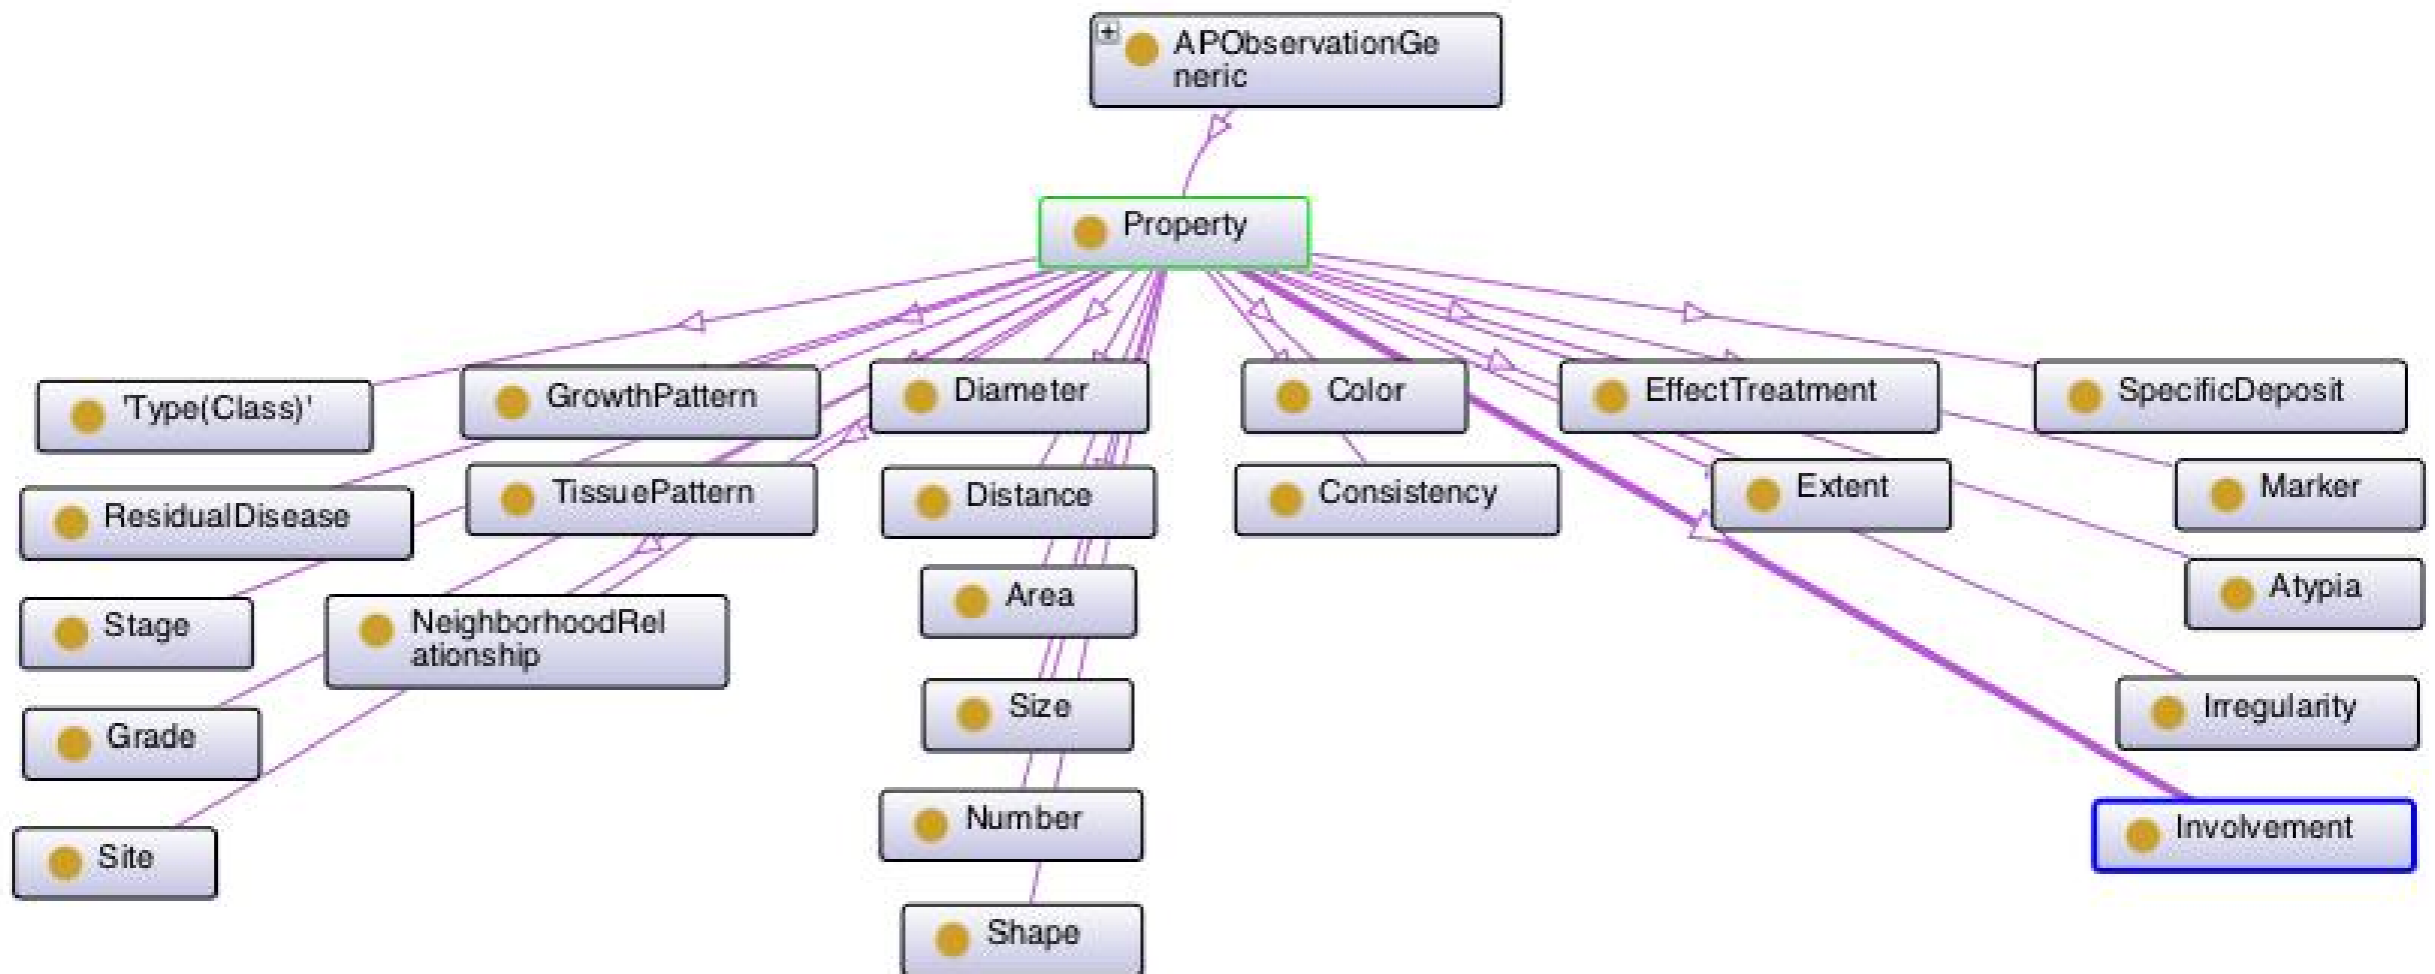 APObservationGe
neric
Property
'Type(Class)'
GrowthPattern
Diameter
Color
EffectTreatment
SpecificDeposit
ResidualDisease
TissuePattern
Distance
Consistency
Extent
Marker
Stage
NeighborhoodRel
ationship
Area
Atypia
Grade
Size
Irregularity
Site
Number
Involvement
Shape